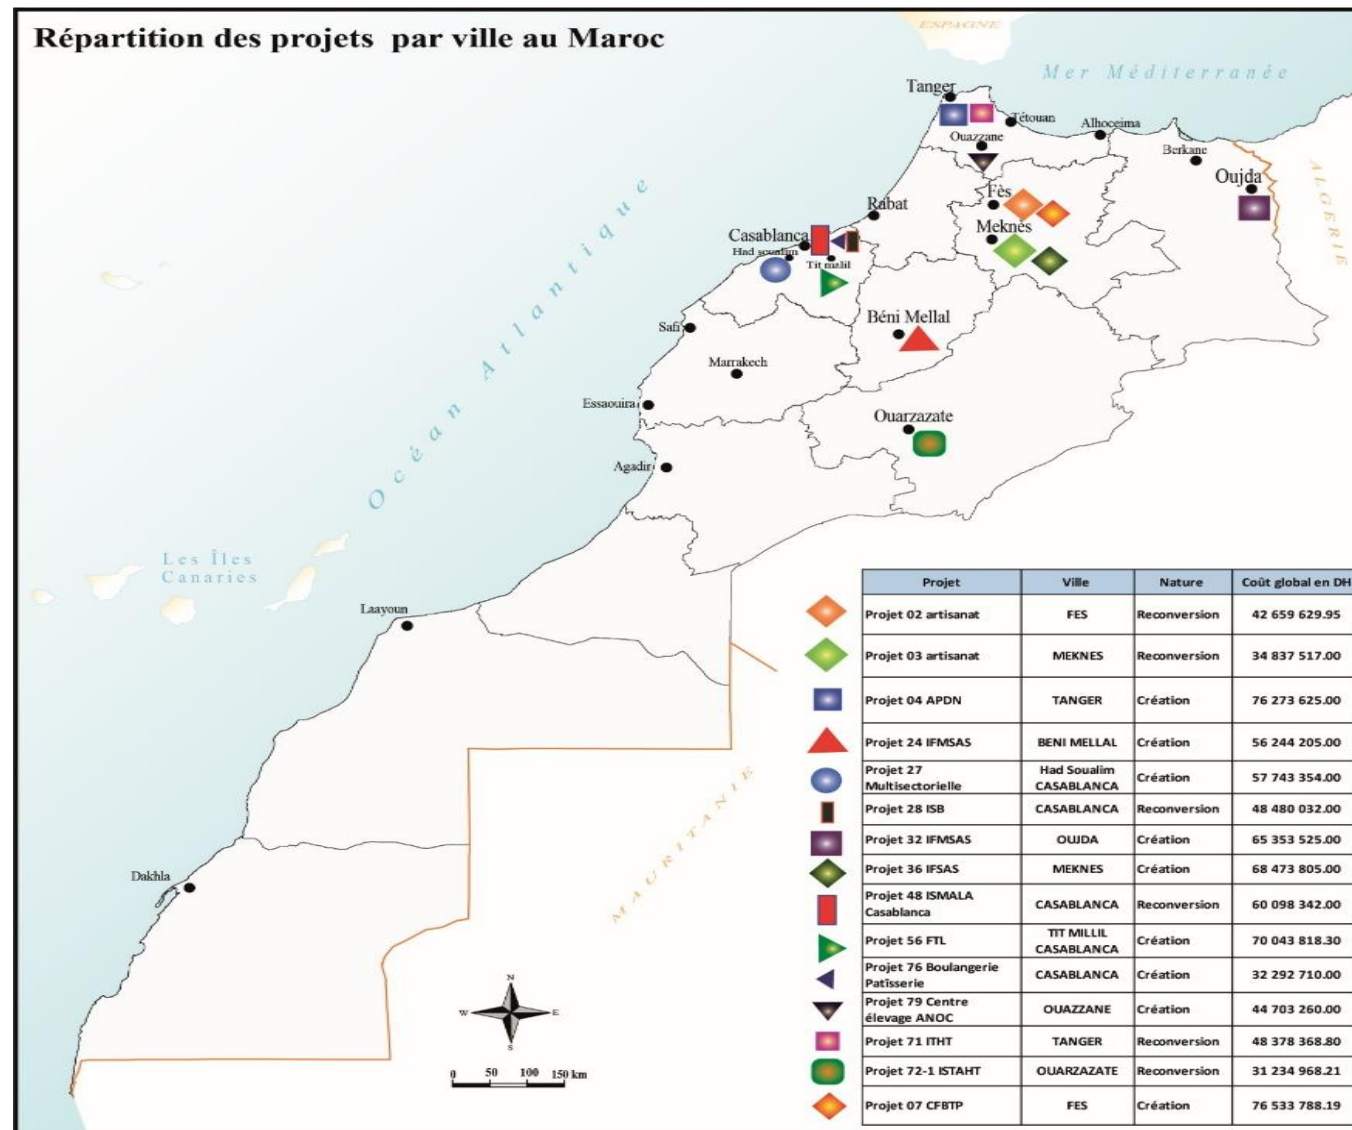 Répartition des projets par ville au Maroc
ESPAGNE
Mer Méditerranée
Tanger
Tétouan
Alhoceima
Ouazzane
Berkane
Oujda
ALGERIE
Fès
Rabat
Meknès
Casablanca
Had soualim
Tit malil
Océan Atlantique
Béni Mellal
Safi
Marrakech
Essaouira
Ouarzazate
Agadir
Les Îles
Canaries
Laayoun
MAURITANIE
Dakhla
N
W E
S
0 50 100 150 km
Projet Ville Nature Coût global en DH
Projet 02 artisanat FES Reconversion 42 659 629.95
Projet 03 artisanat MEKNES Reconversion 34 837 517.00
Projet 04 APDN TANGER Création 76 273 625.00
Projet 24 IFMSAS BENI MELLAL Création 56 244 205.00
Projet 27 Had Soualim
Multisectorielle CASABLANCA Création 57 743 354.00
Projet 28 ISB CASABLANCA Reconversion 48 480 032.00
Projet 32 IFMSAS OUJDA Création 65 353 525.00
Projet 36 IFSAS MEKNES Création 68 473 805.00
Projet 48 ISMALA
Casablanca CASABLANCA Reconversion 60 098 342.00
Projet 56 FTL TIT MILLIL
CASABLANCA Création 70 043 818.30
Projet 76 Boulangerie
Patîsserie CASABLANCA Création 32 292 710.00
Projet 79 Centre
élevage ANOC OUAZZANE Création 44 703 260.00
Projet 71 ITHT TANGER Reconversion 48 378 368.80
Projet 72-1 ISTAHT OUARZAZATE Reconversion 31 234 968.21
Projet 07 CFBTP FES Création 76 533 788.19